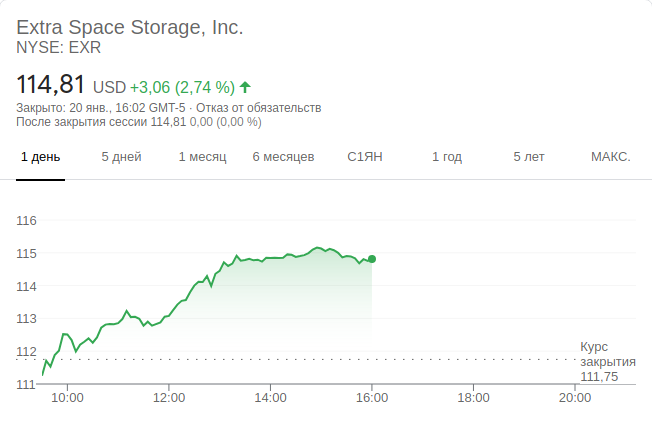 Extra Space Storage, Inc.
NYSE: EXR
114,81 USD +3,06 (2,74 %)
Закрыто: 20 янв., 16:02 GMT-5 · Отказ от обязательств
После закрытия сессии 114,81 0,00 (0,00 %)
1 день 5 дней 1 месяц 6 месяцев С1ЯН 1 год 5 лет МАКС.
116
115
114
113
112
111
Курс
закрытия
111,75
10:00 12:00 14:00 16:00 18:00 20:00